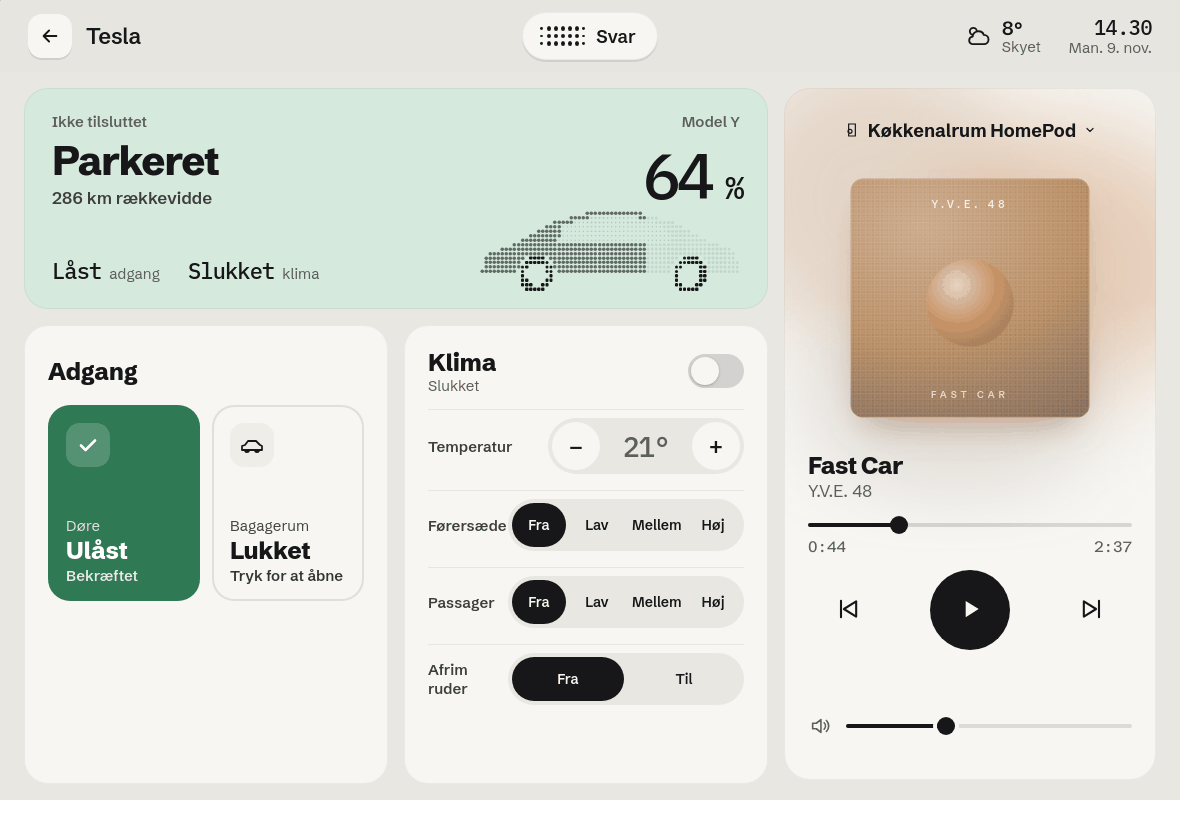 Tesla
Svar
8°
Skyet
14.30
Man. 9. nov.
Ikke tilsluttet
Parkeret
286 km rækkevidde
Låst adgang
Slukket klima
Model Y
64 %
Adgang
Døre
Ulåst
Bekræftet
Bagagerum
Lukket
Tryk for at åbne
Klima
Slukket
Temperatur
− 21° +
Førersæde Fra Lav Mellem Høj
Passager Fra Lav Mellem Høj
Afrim
ruder
Fra Til
Køkkenalrum HomePod
Y.V.E. 48
FAST CAR
Fast Car
Y.V.E. 48
0:44 2:37